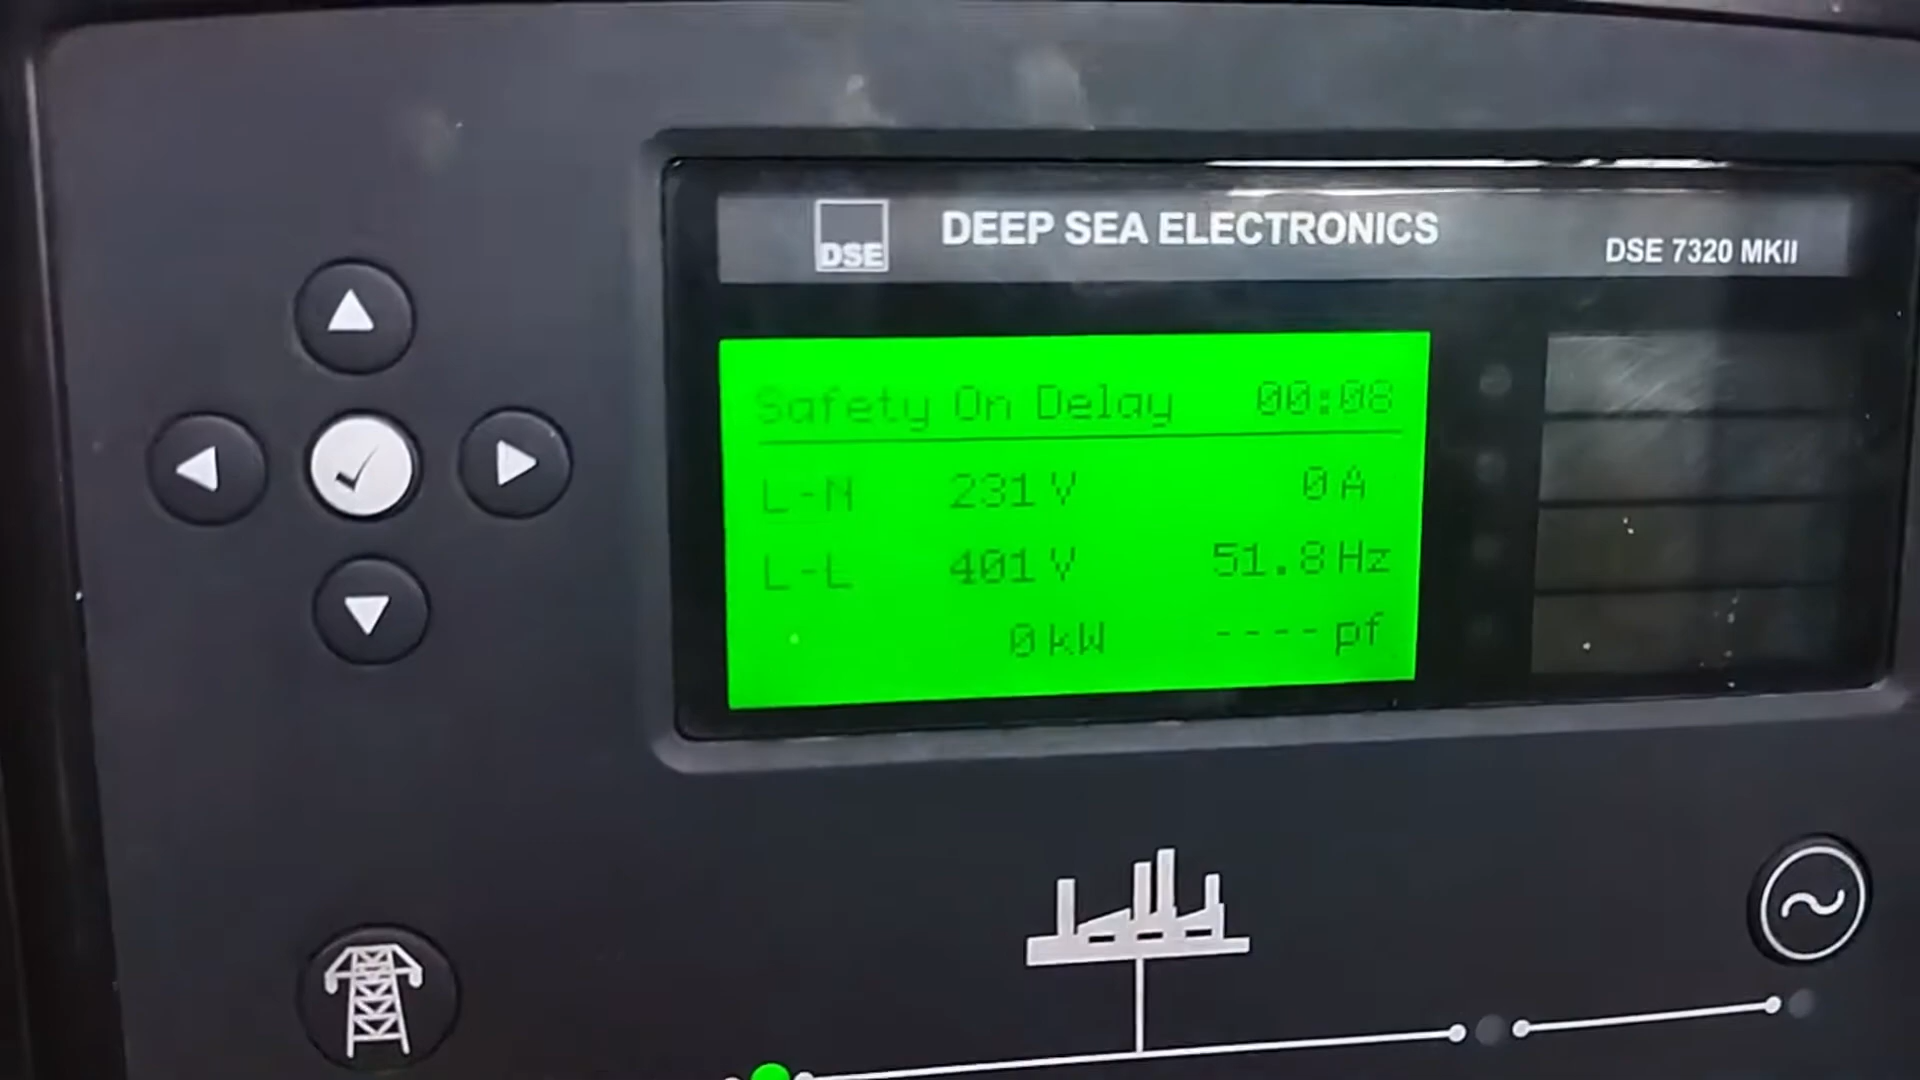 DSE
DEEP SEA ELECTRONICS
DSE 7320 MKII
Safety On Delay 00:08
L-N 231 V 0 A
L-L 401 V 51.8 Hz
0 kW ---- pf